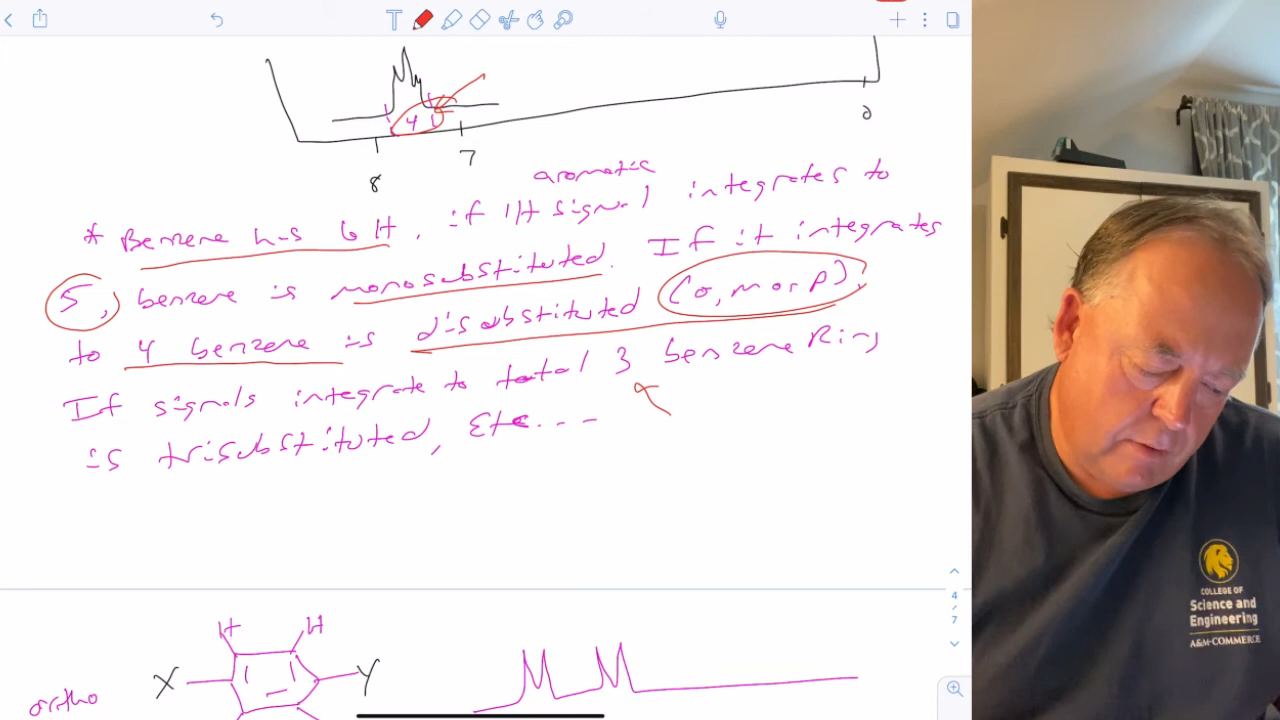 4 H
8
7
0
aromatic
* Benzene has 6 H, if 1H signal integrates to
5, benzene is monosubstituted. If it integrates
to 4 benzene is disubstituted (o, m or p),
If signals integrate to total 3 benzene Ring
is trisubstituted, Etc...
H H
X Y
ortho
4
/
7
COLLEGE OF
Science and
Engineering
A&M-COMMERCE